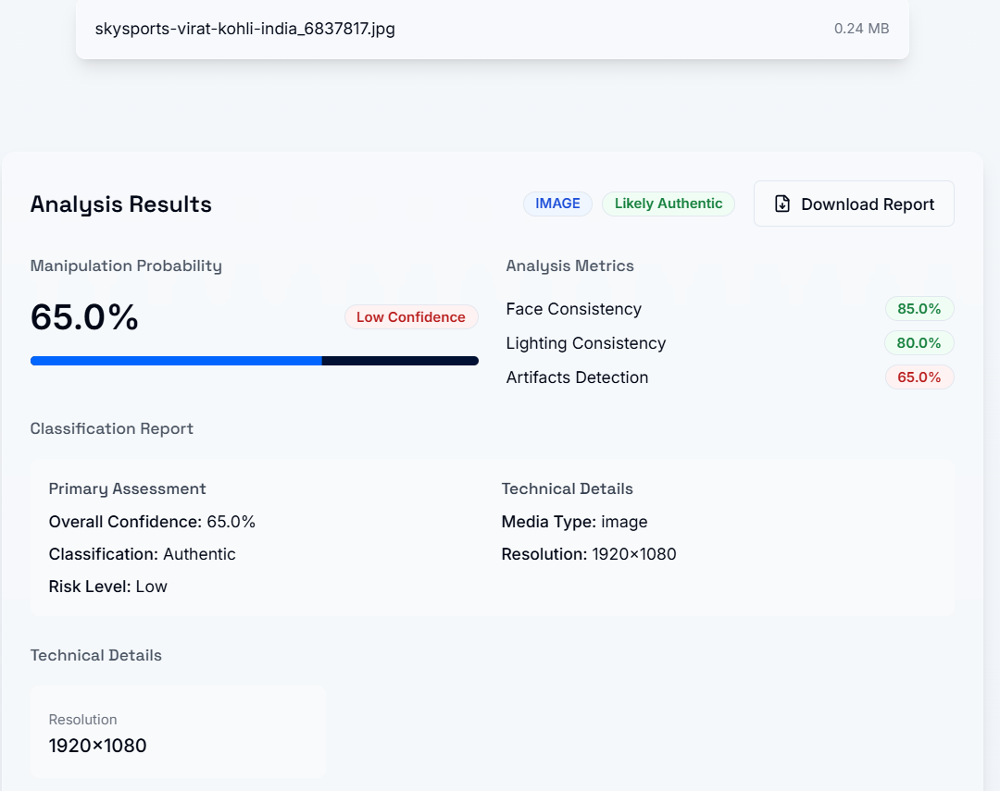 skysports-virat-kohli-india_6837817.jpg 0.24 MB
Analysis Results IMAGE Likely Authentic Download Report
Manipulation Probability
65.0% Low Confidence
Analysis Metrics
Face Consistency 85.0%
Lighting Consistency 80.0%
Artifacts Detection 65.0%
Classification Report
Primary Assessment
Overall Confidence: 65.0%
Classification: Authentic
Risk Level: Low
Technical Details
Media Type: image
Resolution: 1920×1080
Technical Details
Resolution
1920×1080